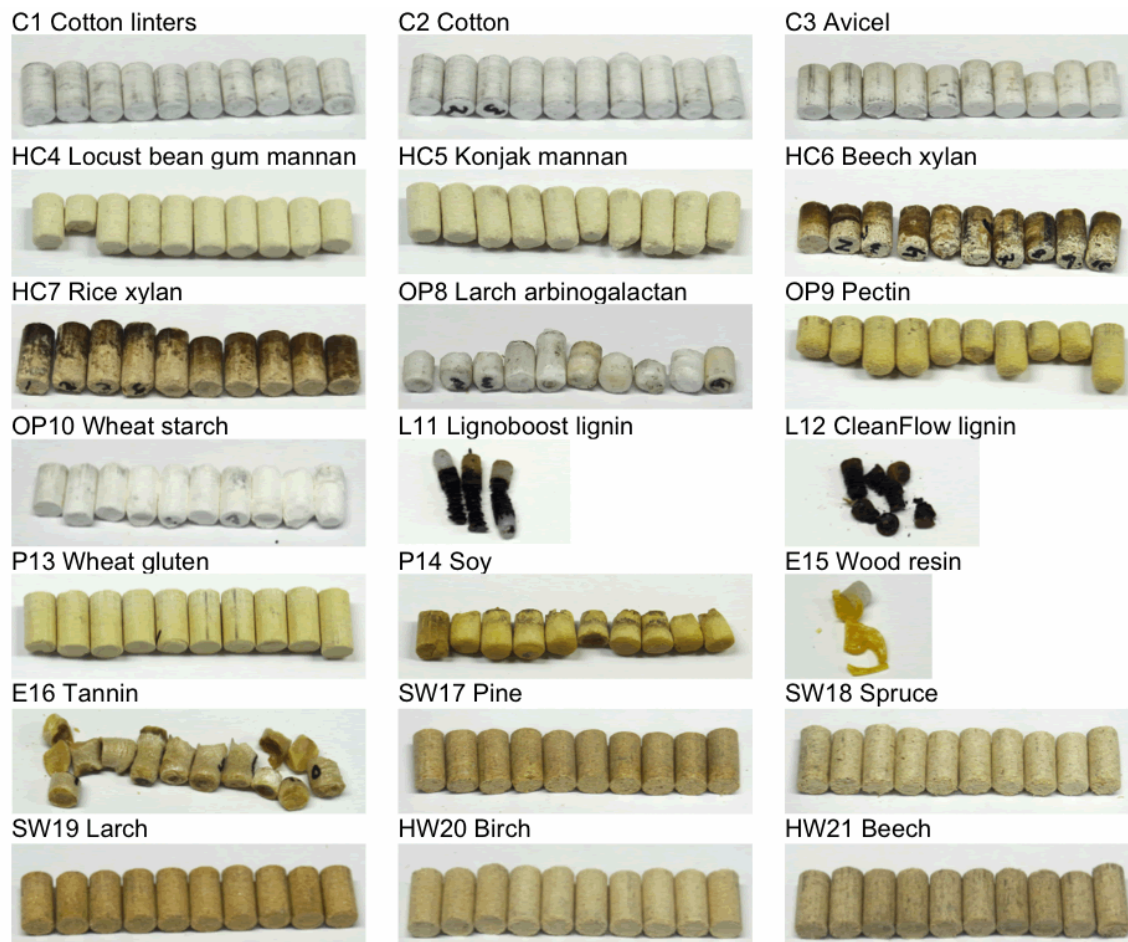 C1 Cotton linters
C2 Cotton
C3 Avicel
HC4 Locust bean gum mannan
HC5 Konjak mannan
HC6 Beech xylan
HC7 Rice xylan
OP8 Larch arbinogalactan
OP9 Pectin
OP10 Wheat starch
L11 Lignoboost lignin
L12 CleanFlow lignin
P13 Wheat gluten
P14 Soy
E15 Wood resin
E16 Tannin
SW17 Pine
SW18 Spruce
SW19 Larch
HW20 Birch
HW21 Beech